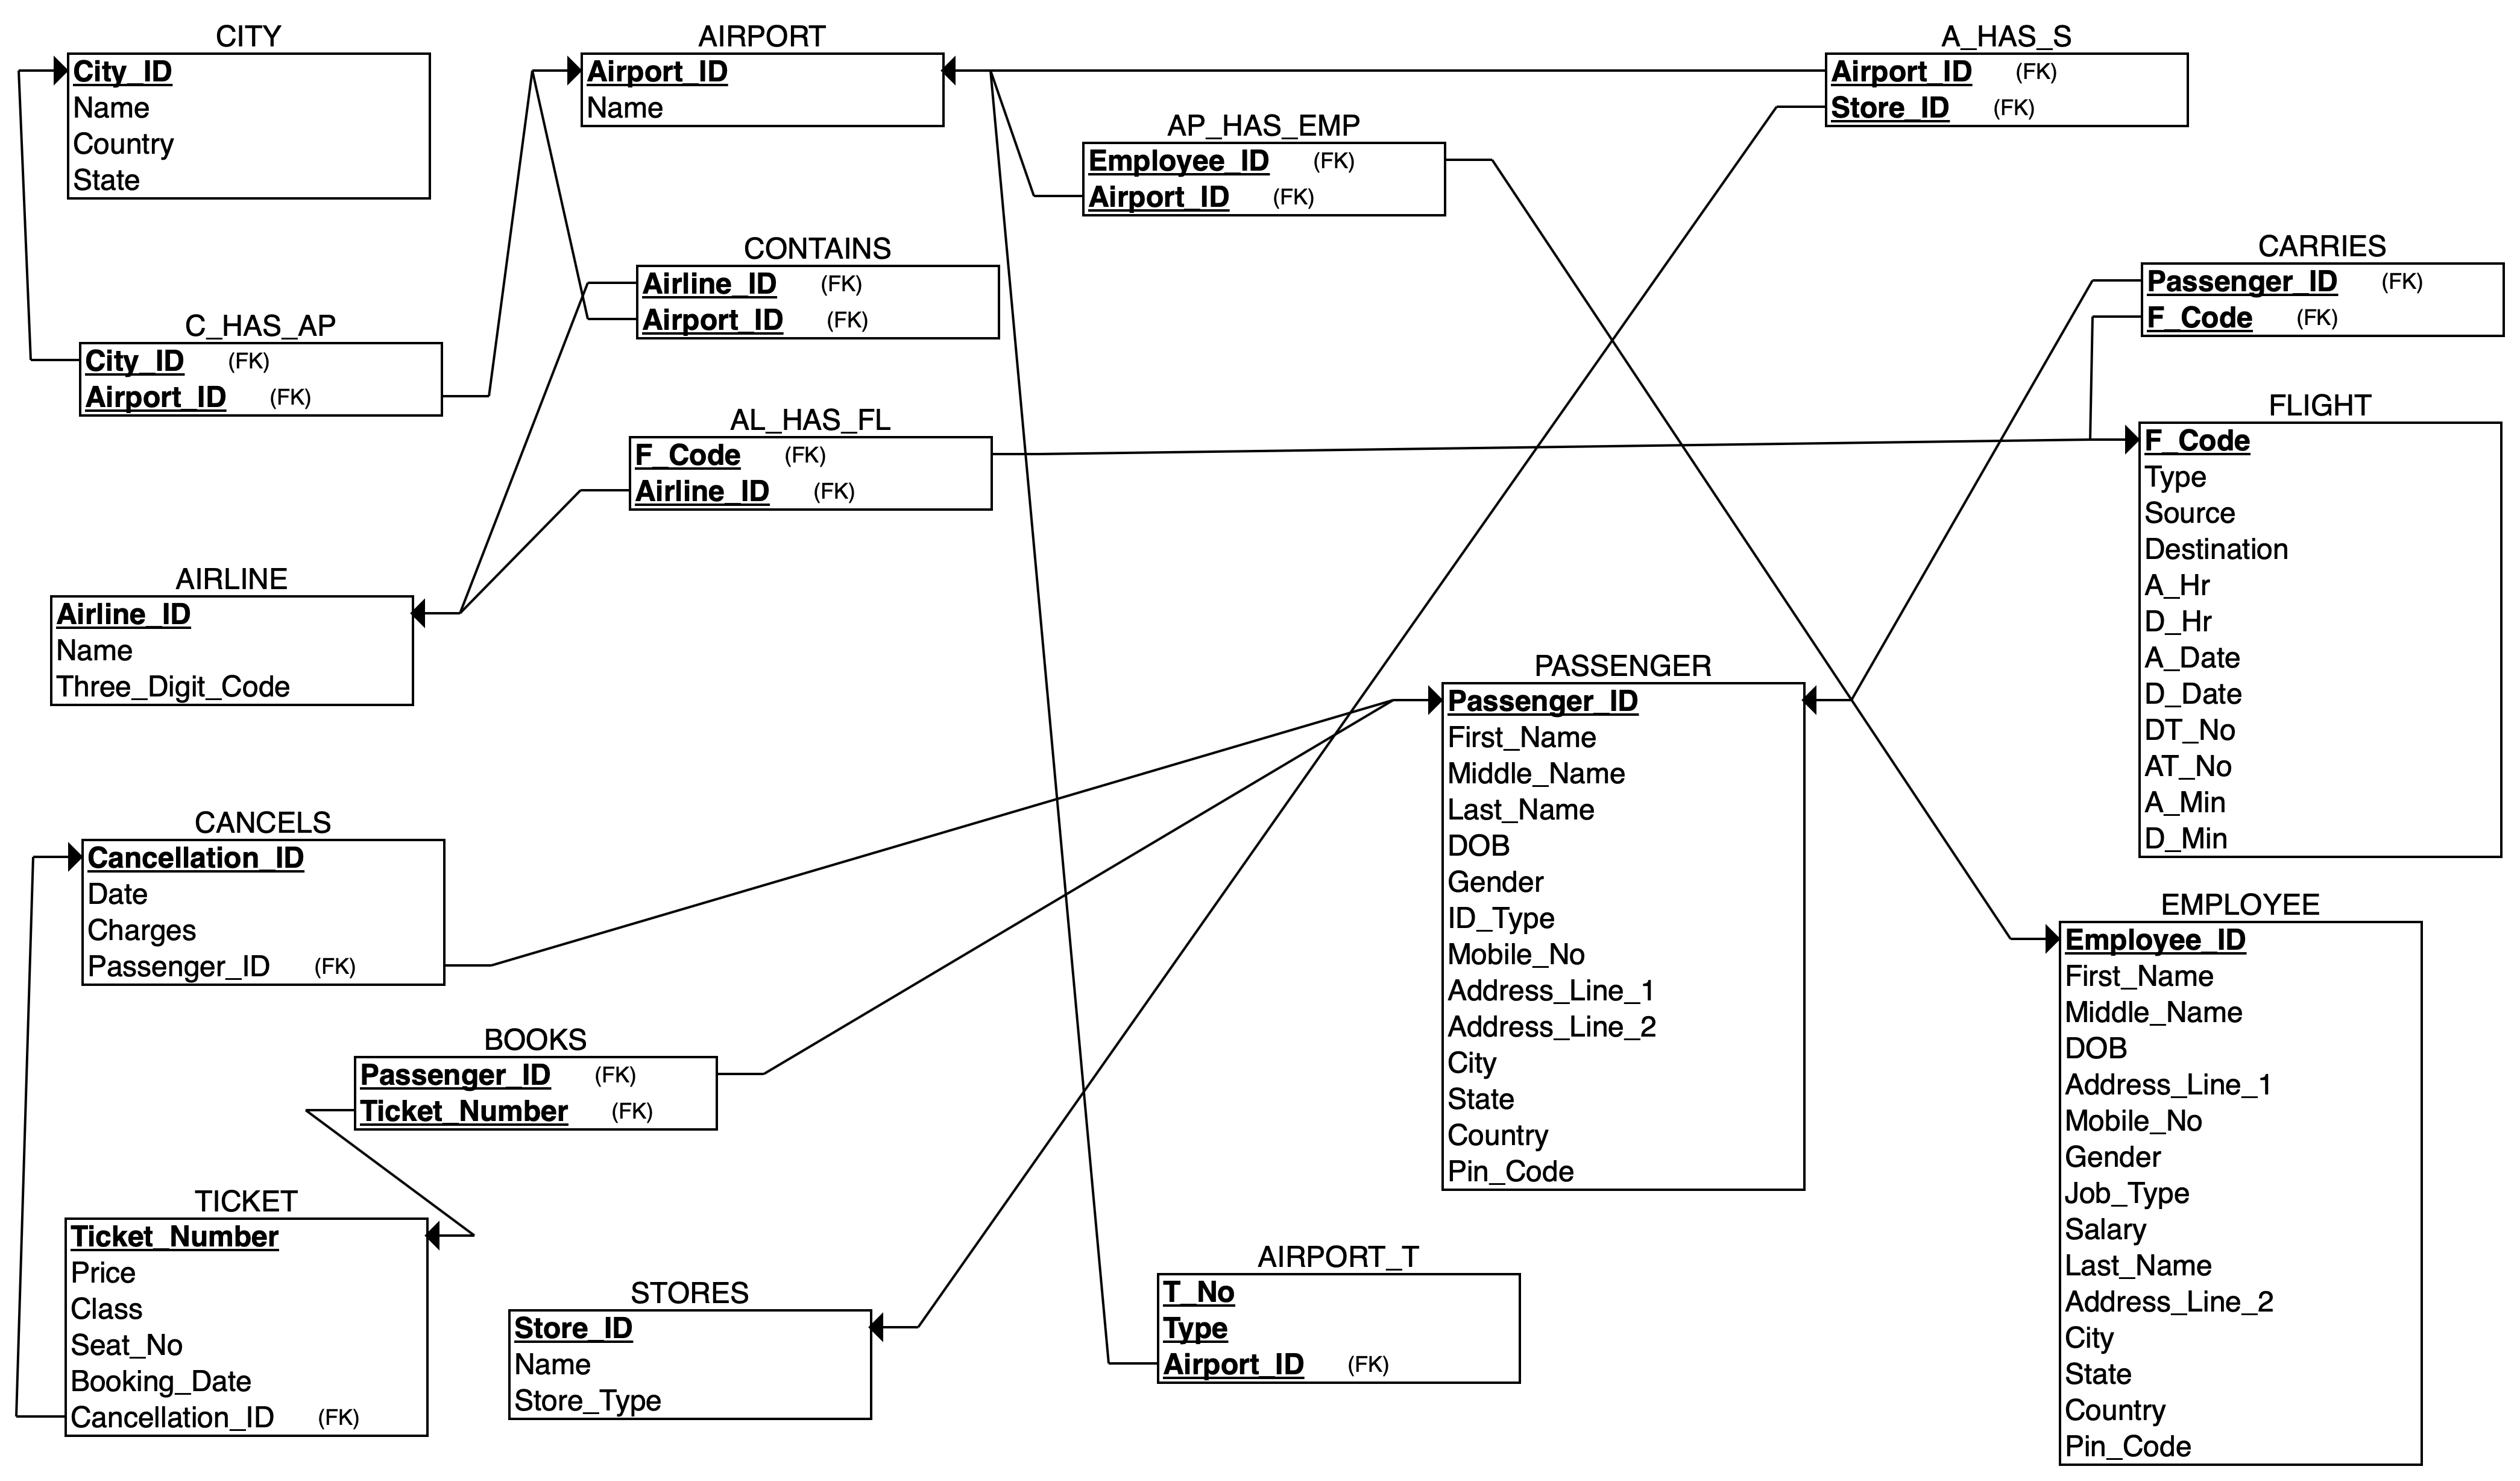 CITY
City_ID
Name
Country
State
AIRPORT
Airport_ID
Name
A_HAS_S
Airport_ID (FK)
Store_ID (FK)
AP_HAS_EMP
Employee_ID (FK)
Airport_ID (FK)
CONTAINS
Airline_ID (FK)
Airport_ID (FK)
CARRIES
Passenger_ID (FK)
F_Code (FK)
C_HAS_AP
City_ID (FK)
Airport_ID (FK)
AL_HAS_FL
F_Code (FK)
Airline_ID (FK)
FLIGHT
F_Code
Type
Source
Destination
A_Hr
D_Hr
A_Date
D_Date
DT_No
AT_No
A_Min
D_Min
AIRLINE
Airline_ID
Name
Three_Digit_Code
PASSENGER
Passenger_ID
First_Name
Middle_Name
Last_Name
DOB
Gender
ID_Type
Mobile_No
Address_Line_1
Address_Line_2
City
State
Country
Pin_Code
CANCELS
Cancellation_ID
Date
Charges
Passenger_ID (FK)
EMPLOYEE
Employee_ID
First_Name
Middle_Name
DOB
Address_Line_1
Mobile_No
Gender
Job_Type
Salary
Last_Name
Address_Line_2
City
State
Country
Pin_Code
BOOKS
Passenger_ID (FK)
Ticket_Number (FK)
TICKET
Ticket_Number
Price
Class
Seat_No
Booking_Date
Cancellation_ID (FK)
STORES
Store_ID
Name
Store_Type
AIRPORT_T
T_No
Type
Airport_ID (FK)